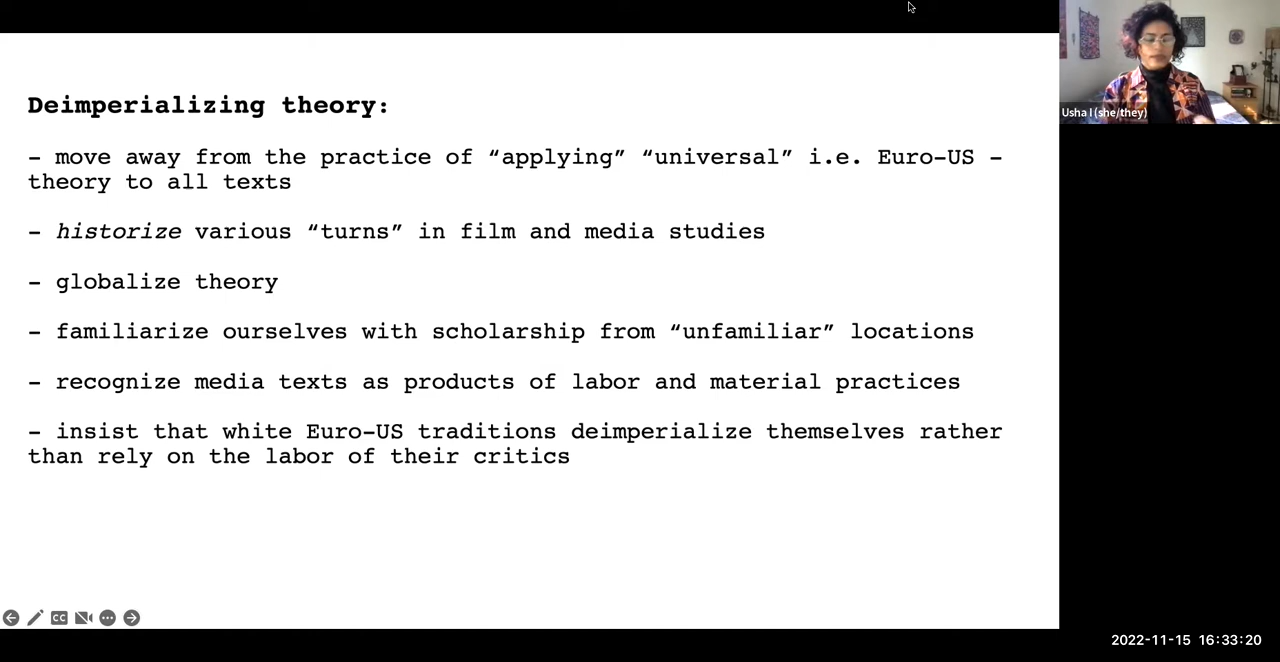 Deimperializing theory:
– move away from the practice of “applying” “universal” i.e. Euro-US –
theory to all texts
– historize various “turns” in film and media studies
– globalize theory
– familiarize ourselves with scholarship from “unfamiliar” locations
– recognize media texts as products of labor and material practices
– insist that white Euro-US traditions deimperialize themselves rather
than rely on the labor of their critics
Usha I (she/they)
CC
2022-11-15 16:33:20